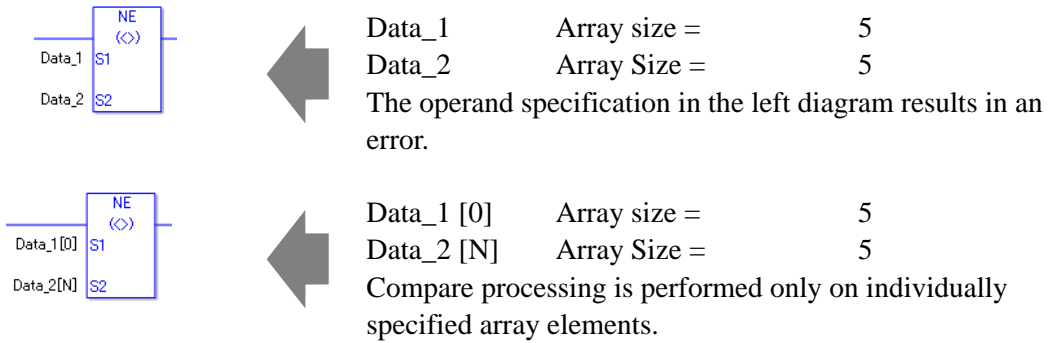 NE
(<>)
Data_1 S1
Data_2 S2
Data_1 Array size = 5
Data_2 Array Size = 5
The operand specification in the left diagram results in an
error.
NE
(<>)
Data_1[0] S1
Data_2[N] S2
Data_1 [0] Array size = 5
Data_2 [N] Array Size = 5
Compare processing is performed only on individually
specified array elements.